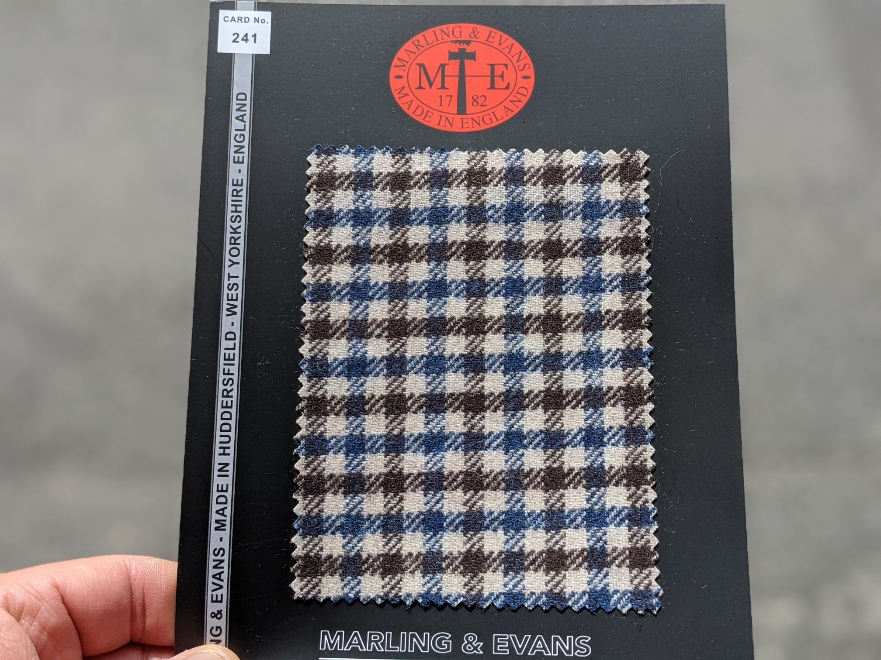 CARD No.
241
MARLING & EVANS
M E
17 82
MADE IN ENGLAND
& EVANS - MADE IN HUDDERSFIELD - WEST YORKSHIRE - ENGLAND
MARLING & EVANS